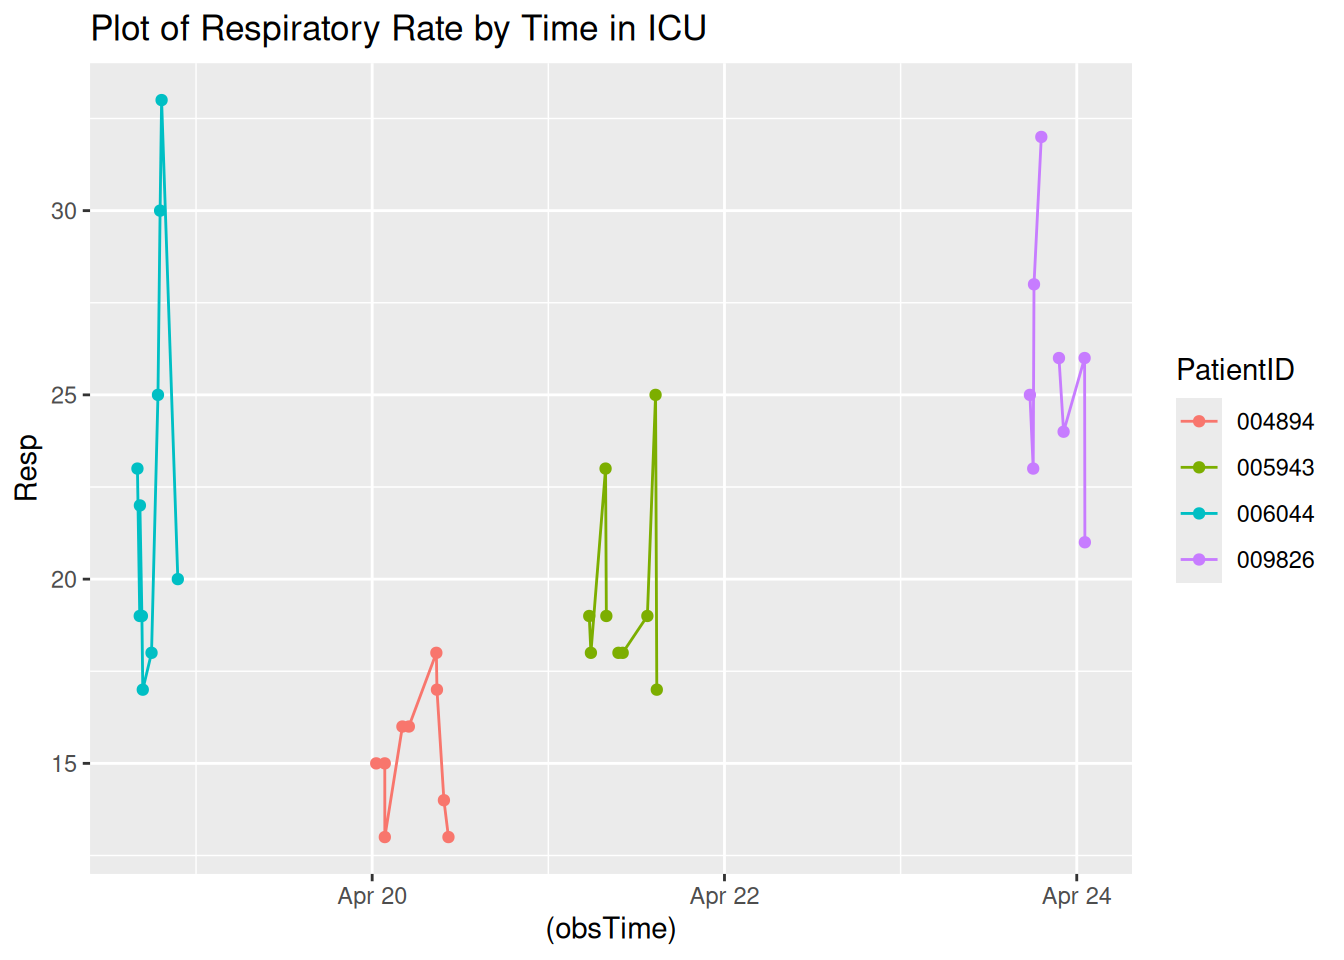 Plot of Respiratory Rate by Time in ICU
30
25
20
15
Resp
Apr 20
Apr 22
Apr 24
(obsTime)
PatientID
004894
005943
006044
009826